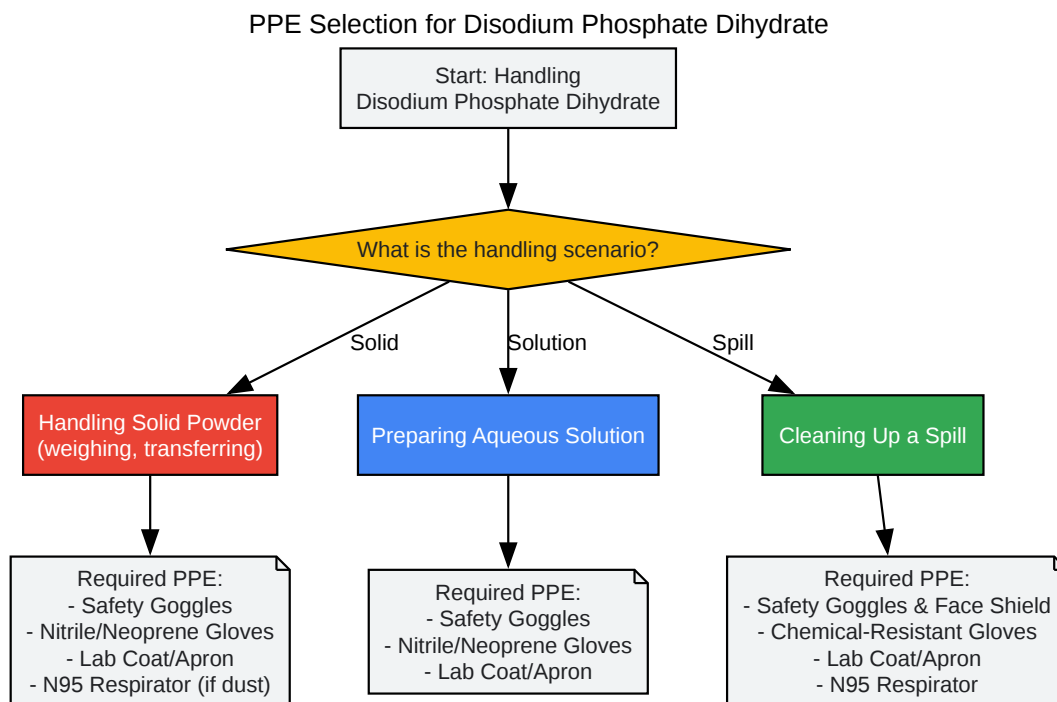 PPE Selection for Disodium Phosphate Dihydrate
Start: Handling
Disodium Phosphate Dihydrate
What is the handling scenario?
Solid
Solution
Spill
Handling Solid Powder
(weighing, transferring)
Preparing Aqueous Solution
Cleaning Up a Spill
Required PPE:
- Safety Goggles
- Nitrile/Neoprene Gloves
- Lab Coat/Apron
- N95 Respirator (if dust)
Required PPE:
- Safety Goggles
- Nitrile/Neoprene Gloves
- Lab Coat/Apron
Required PPE:
- Safety Goggles & Face Shield
- Chemical-Resistant Gloves
- Lab Coat/Apron
- N95 Respirator